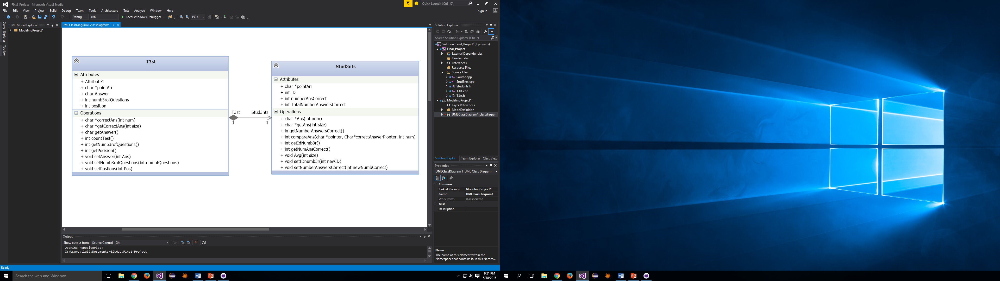 Final_Project - Microsoft Visual Studio
Quick Launch (Ctrl+Q)
File Edit View Project Build Debug Team Tools Architecture Test Analyze Window Help
Sign in
Debug x86 Local Windows Debugger 152%
Server Explorer
Toolbox
UML Model Explorer
ModelingProject1
UMLClassDiagram1.classdiagram*
T3st
Attributes
+ Attribute1
+ char *pointArr
+ char Answer
+ int numb3rofQuestions
+ int position
Operations
+ char *correctAns(int num)
+ char *getCorrectAns(int size)
+ char getAnswer()
+ int countTest()
+ int getNumb3rofQuestions()
+ int getPosision()
+ void setAnswer(int Ans)
+ void setNumb3rofQuestions(int numofQuestions)
+ void setPostions(int Pos)
T3st Stud3nts
1 1
Stud3nts
Attributes
+ char *pointArr
+ int ID
+ int numberAnsCorrect
+ int TotalNumberAnswersCorrect
Operations
+ char *Ans(int num)
+ char *getAns(int size)
+ in getNumberAnswersCorrect()
+ int compareAns(char *pointer, Char*correctAnswerPionter, int num)
+ int getIdNumb3r()
+ int getNumAnsCorrect()
+ void Avg(int size)
+ void setIDnumb3r(int newID)
+ void setNumberAnswersCorrect(int newNumbCorrect)
Output
Show output from: Source Control - Git
Opening repositories:
C:\Users\tle19\Documents\GitHub\Final_Project
Solution Explorer
Search Solution Explorer (Ctrl+;)
Solution 'Final_Project' (2 projects)
Final_Project
External Dependencies
Header Files
References
Resource Files
Source Files
Source.cpp
Stud3nts.cpp
Stud3nts.h
T3st.cpp
T3st.h
ModelingProject1
Layer References
ModelDefinition
UMLClassDiagram1.classdiagram
Solution Explor... Team Explorer Class View
Properties
UMLClassDiagram1 UML Class Diagram
Common
Linked Package ModelingProject1
Name UMLClassDiagram1
Work Items 0 associated
Misc
Description
Name
The name of this element within the
Namespace that contains it. In this Names...
Ready
Search the web and Windows
9:21 PM
5/18/2016